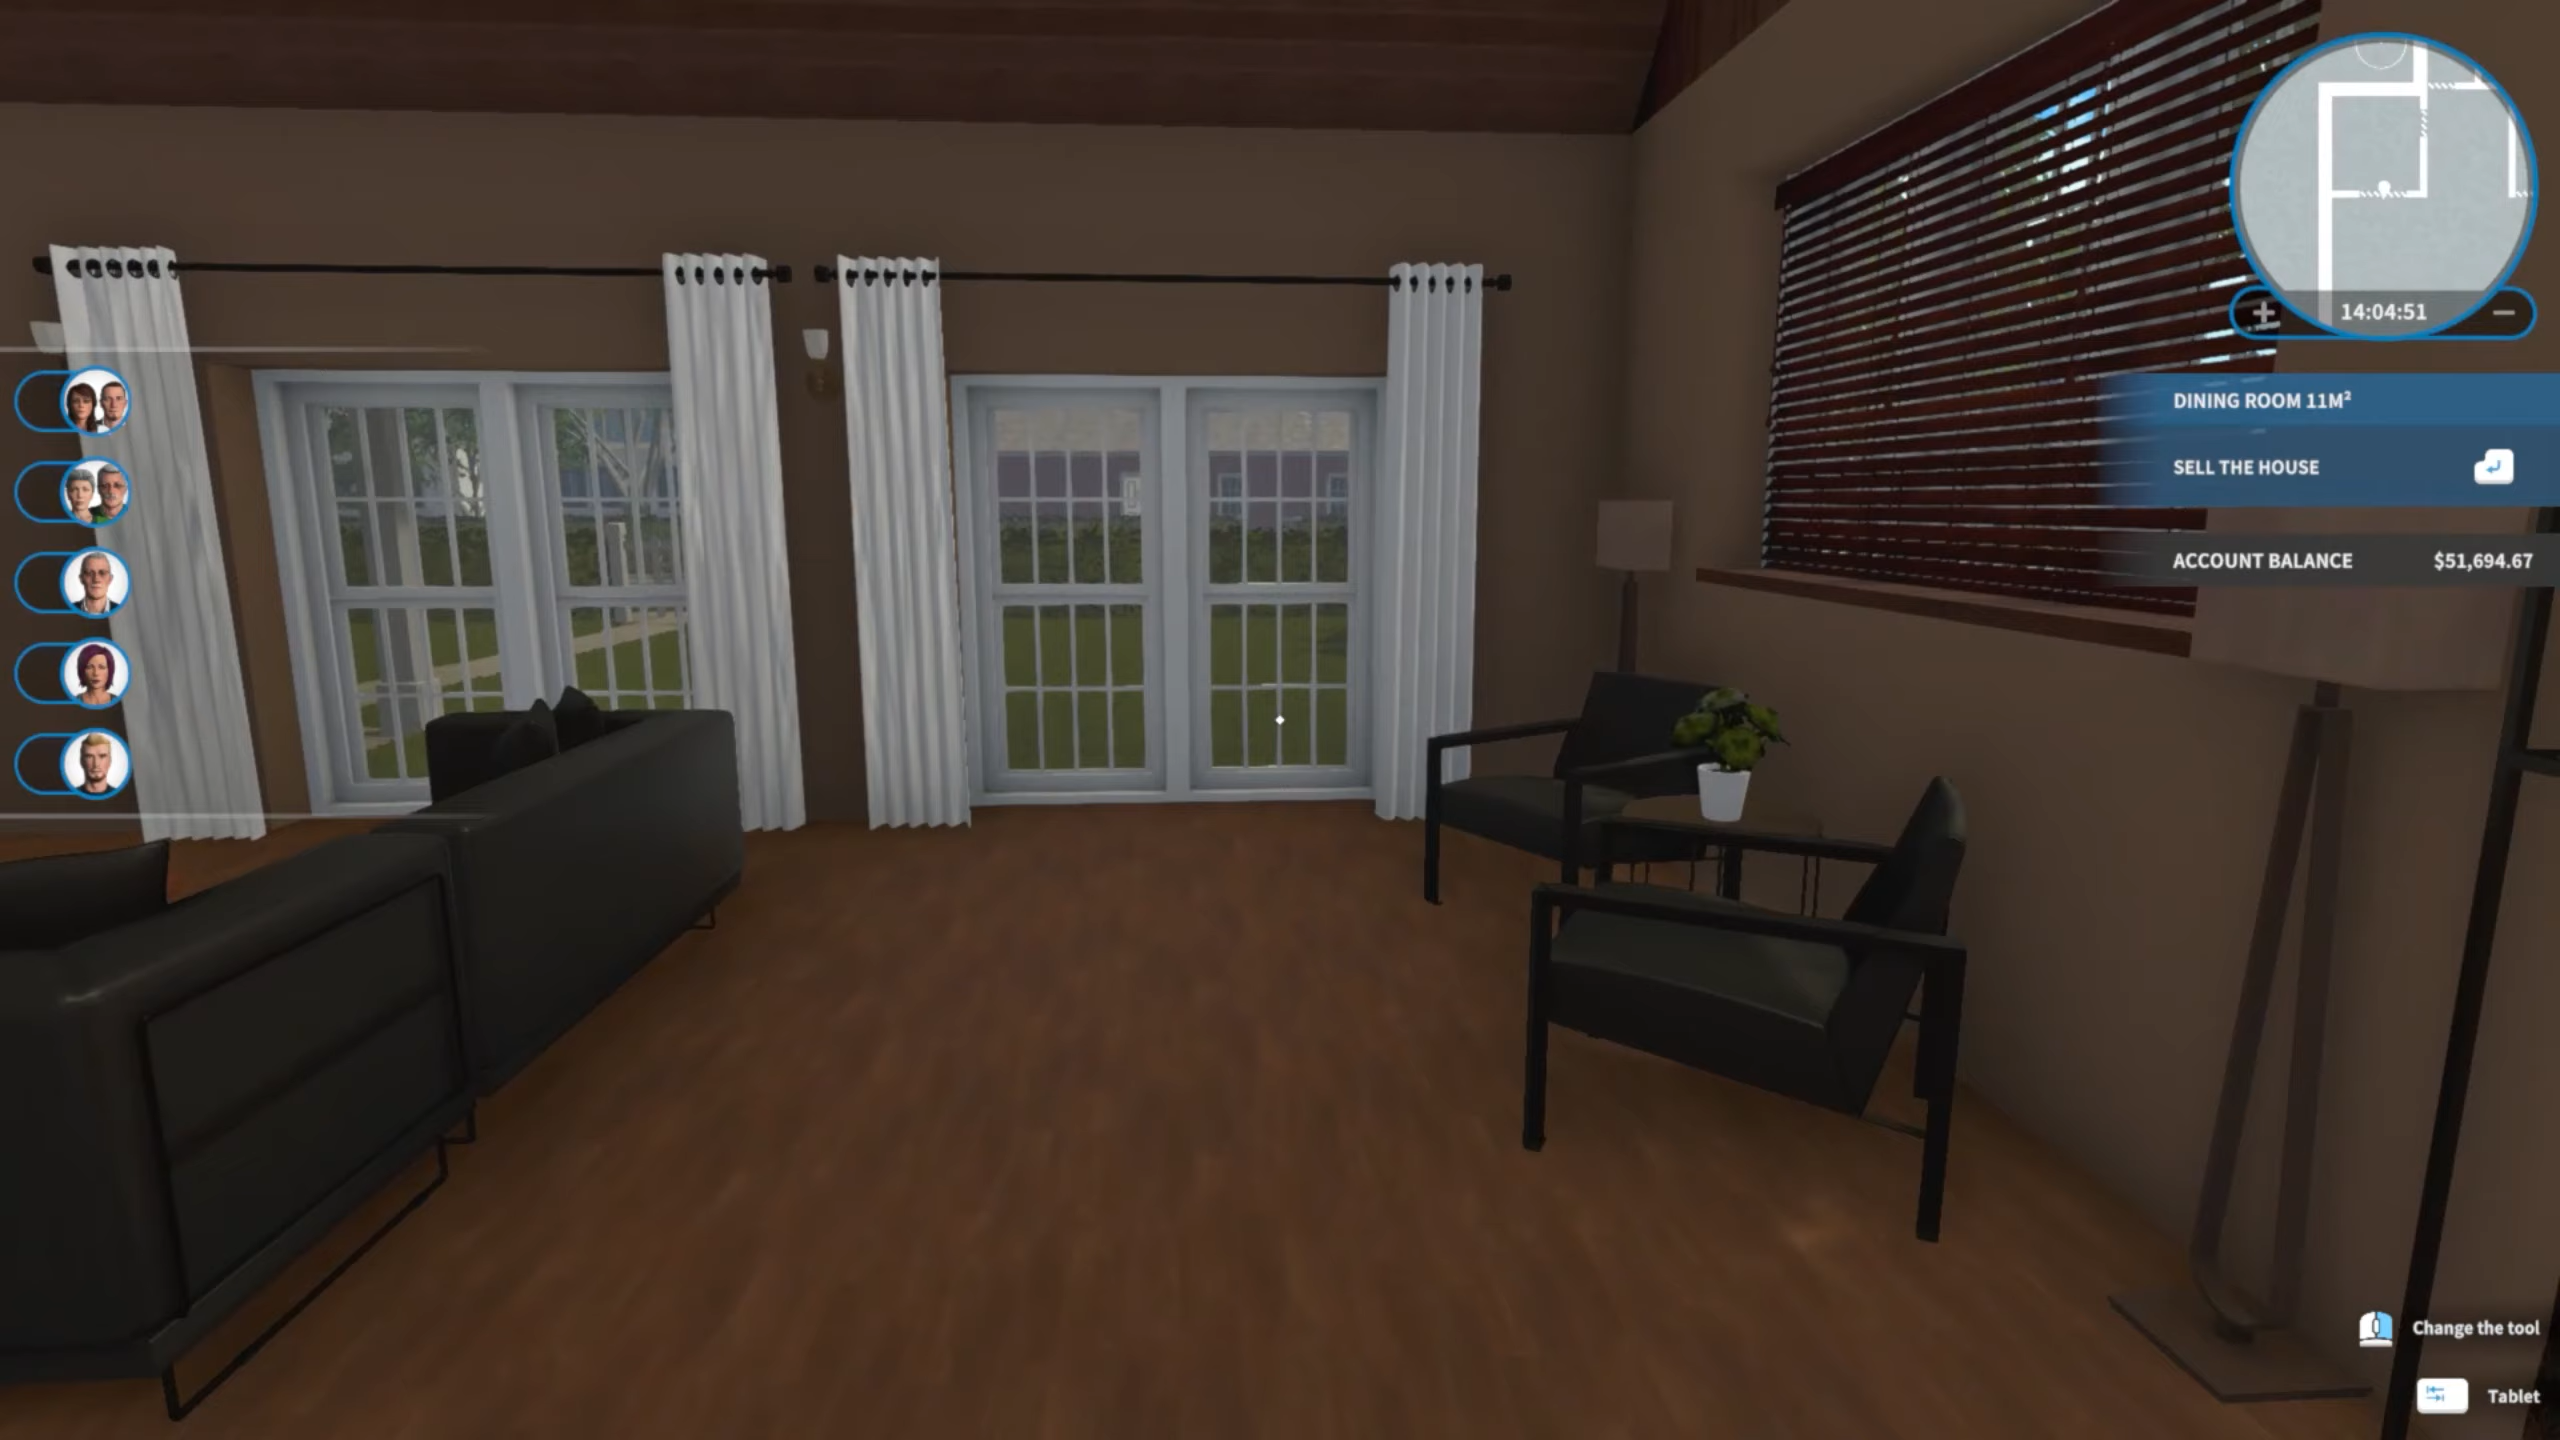 14:04:51
DINING ROOM 11M²
SELL THE HOUSE
ACCOUNT BALANCE $51,694.67
Change the tool
Tablet